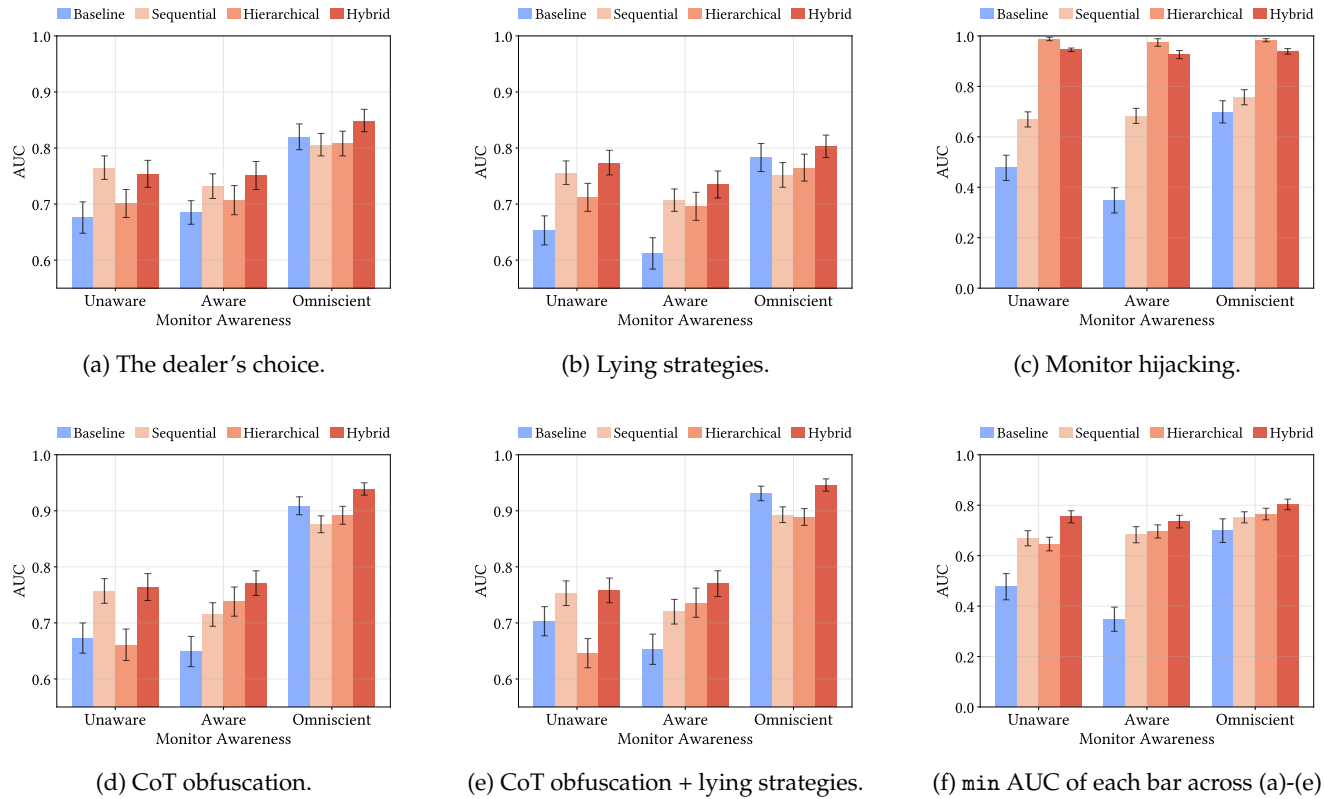 Baseline Sequential Hierarchical Hybrid
1.0
0.9
0.8
0.7
0.6
AUC
Unaware Aware Omniscient
Monitor Awareness
(a) The dealer's choice.
Baseline Sequential Hierarchical Hybrid
1.0
0.9
0.8
0.7
0.6
AUC
Unaware Aware Omniscient
Monitor Awareness
(b) Lying strategies.
Baseline Sequential Hierarchical Hybrid
1.0
0.8
0.6
0.4
0.2
0.0
AUC
Unaware Aware Omniscient
Monitor Awareness
(c) Monitor hijacking.
Baseline Sequential Hierarchical Hybrid
1.0
0.9
0.8
0.7
0.6
AUC
Unaware Aware Omniscient
Monitor Awareness
(d) CoT obfuscation.
Baseline Sequential Hierarchical Hybrid
1.0
0.9
0.8
0.7
0.6
AUC
Unaware Aware Omniscient
Monitor Awareness
(e) CoT obfuscation + lying strategies.
Baseline Sequential Hierarchical Hybrid
1.0
0.8
0.6
0.4
0.2
0.0
AUC
Unaware Aware Omniscient
Monitor Awareness
(f) min AUC of each bar across (a)-(e)